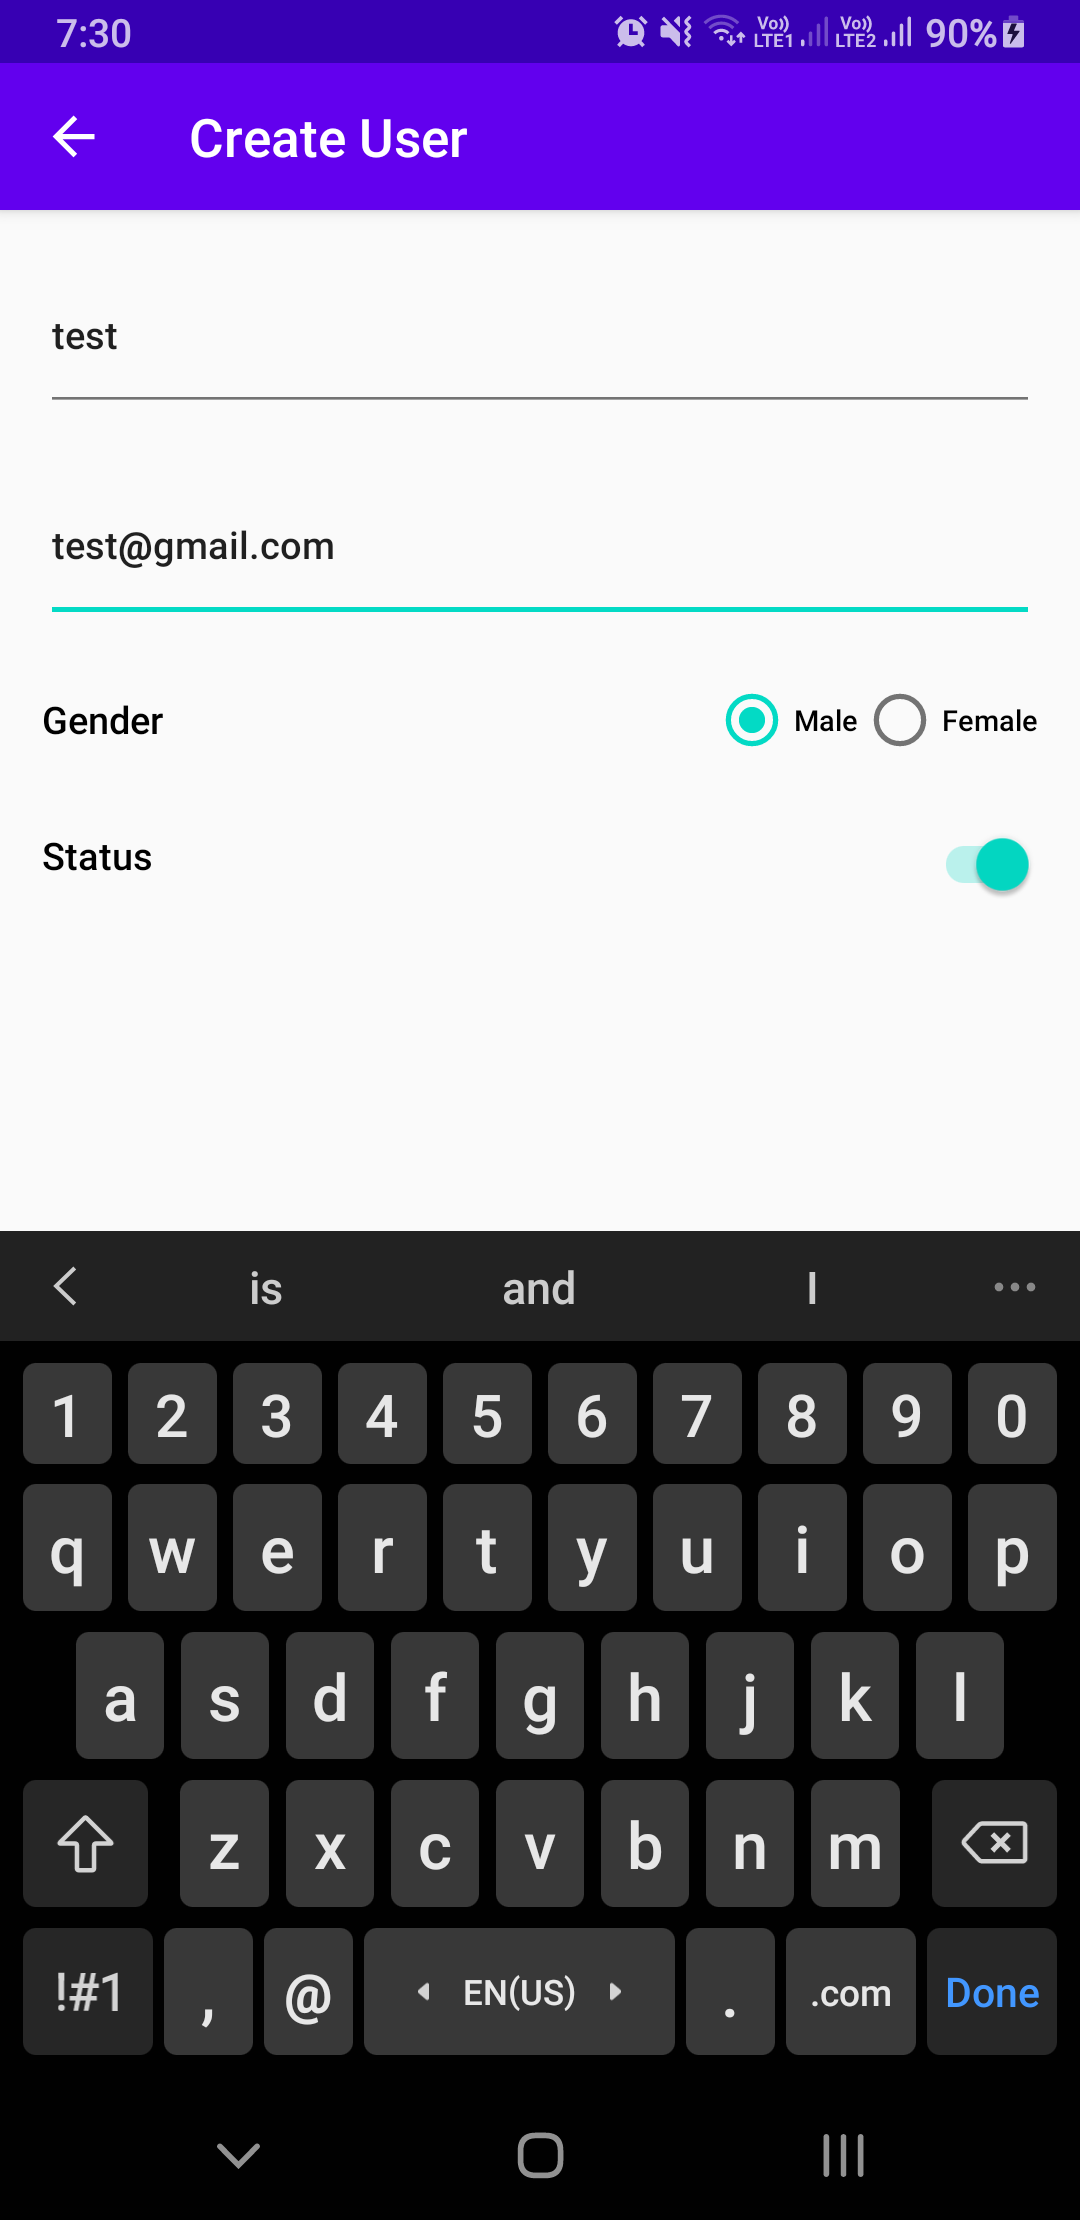 7:30 Vo)) LTE1 Vo)) LTE2 90%
Create User
test
test@gmail.com
Gender Male Female
Status
is and I
1 2 3 4 5 6 7 8 9 0
q w e r t y u i o p
a s d f g h j k l
z x c v b n m
!#1 , @ EN(US) . .com Done